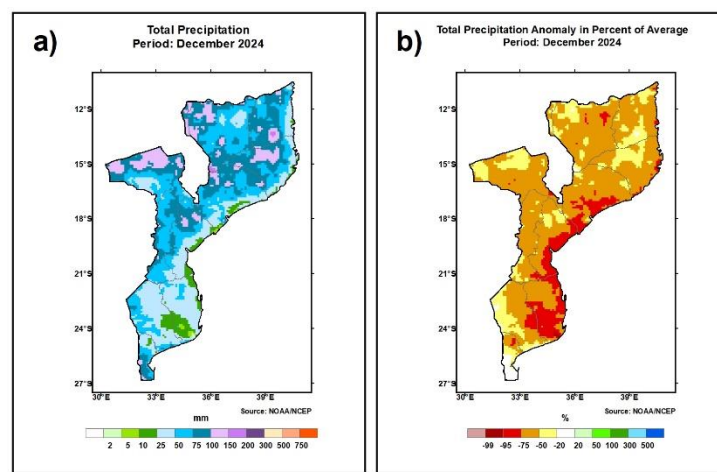 a)
Total Precipitation
Period: December 2024
12°S
15°S
18°S
21°S
24°S
27°S
30°E 33°E 36°E 39°E
Source: NOAA/NCEP
mm
2 5 10 25 50 75 100 150 200 300 500 750
b)
Total Precipitation Anomaly in Percent of Average
Period: December 2024
12°S
15°S
18°S
21°S
24°S
27°S
30°E 33°E 36°E 39°E
Source: NOAA/NCEP
%
-99 -95 -75 -50 -20 20 50 100 300 500